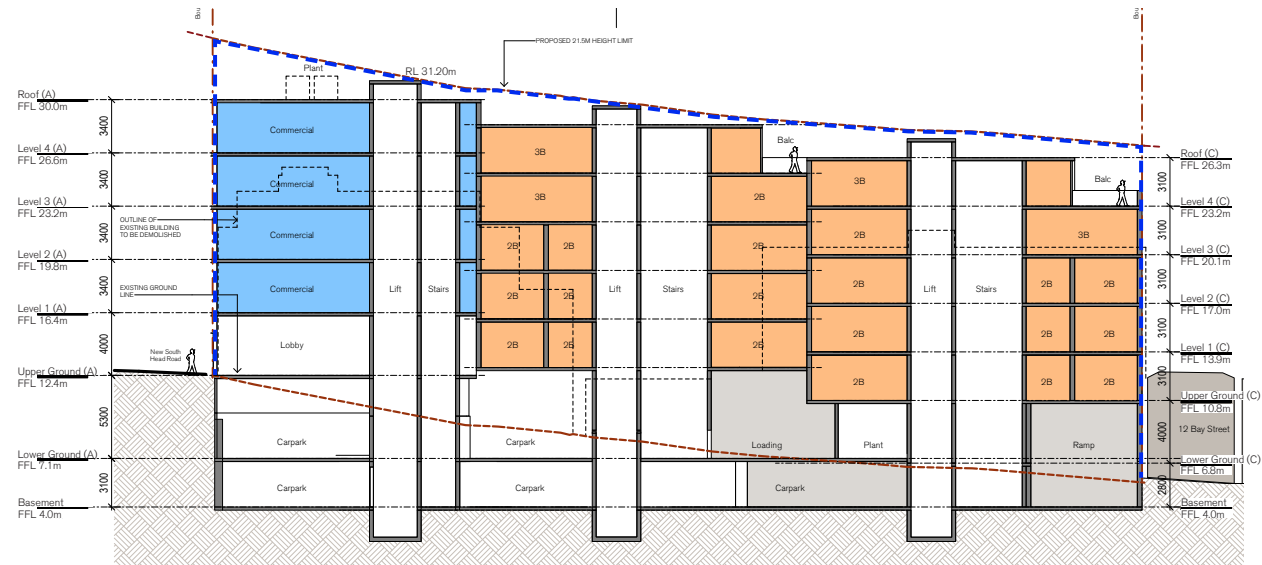 Bou
Bou
PROPOSED 21.5M HEIGHT LIMIT
Plant
RL 31.20m
Roof (A)
FFL 30.0m
3400
Commercial
3B
Balc
Level 4 (A)
FFL 26.6m
Roof (C)
FFL 26.3m
3400
Commercial
3B
2B
3B
Balc
3100
Level 3 (A)
FFL 23.2m
Level 4 (C)
FFL 23.2m
OUTLINE OF
EXISTING BUILDING
TO BE DEMOLISHED
3400
Commercial
2B
2B
2B
2B
3B
3100
Level 2 (A)
FFL 19.8m
Level 3 (C)
FFL 20.1m
EXISTING GROUND
LINE
3400
Commercial
Lift
Stairs
2B
2B
Lift
Stairs
2B
2B
Lift
Stairs
2B
2B
3100
Level 1 (A)
FFL 16.4m
Level 2 (C)
FFL 17.0m
4000
Lobby
2B
2B
2B
2B
2B
2B
3100
New South
Head Road
Level 1 (C)
FFL 13.9m
Upper Ground (A)
FFL 12.4m
2B
2B
2B
3100
Upper Ground (C)
FFL 10.8m
5300
Carpark
Carpark
Loading
Plant
Ramp
4000
12 Bay Street
Lower Ground (A)
FFL 7.1m
Lower Ground (C)
FFL 6.8m
3100
Carpark
Carpark
Carpark
2800
Basement
FFL 4.0m
Basement
FFL 4.0m